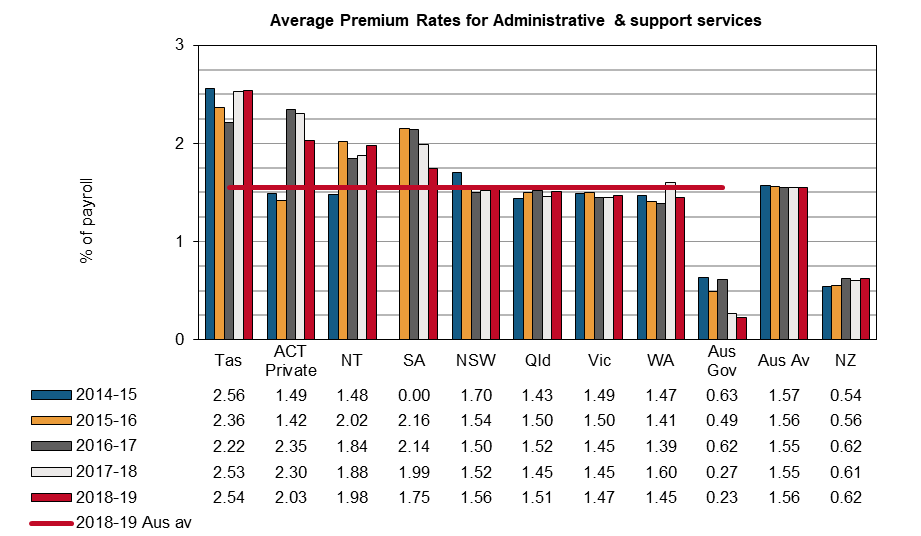 Average Premium Rates for Administrative & support services
3
2
1
0
% of payroll
Tas ACT Private NT SA NSW Qld Vic WA Aus Gov Aus Av NZ
2014-15 2.56 1.49 1.48 0.00 1.70 1.43 1.49 1.47 0.63 1.57 0.54
2015-16 2.36 1.42 2.02 2.16 1.54 1.50 1.50 1.41 0.49 1.56 0.56
2016-17 2.22 2.35 1.84 2.14 1.50 1.52 1.45 1.39 0.62 1.55 0.62
2017-18 2.53 2.30 1.88 1.99 1.52 1.45 1.45 1.60 0.27 1.55 0.61
2018-19 2.54 2.03 1.98 1.75 1.56 1.51 1.47 1.45 0.23 1.56 0.62
2018-19 Aus av